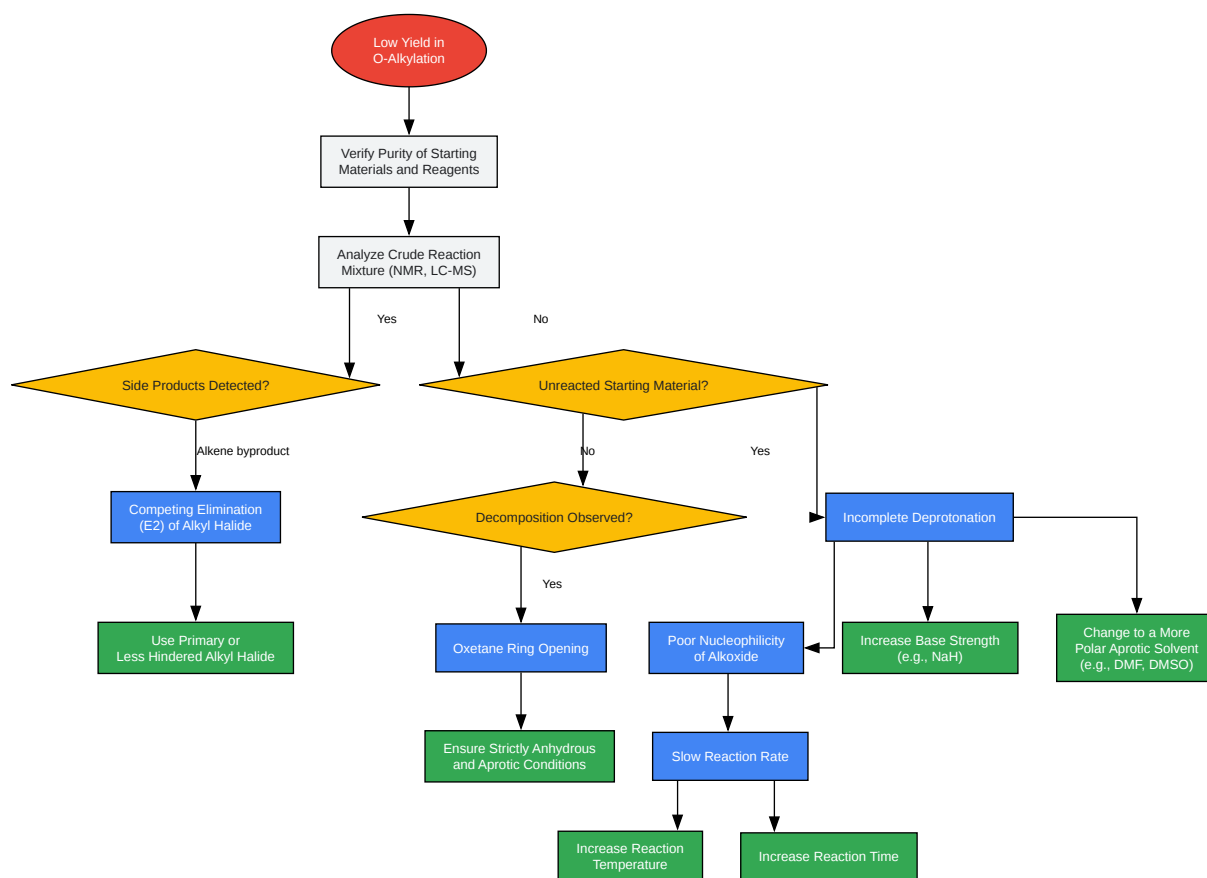 Low Yield in
O-Alkylation
Verify Purity of Starting
Materials and Reagents
Analyze Crude Reaction
Mixture (NMR, LC-MS)
Yes
No
Side Products Detected?
Unreacted Starting Material?
Alkene byproduct
No
Yes
Competing Elimination
(E2) of Alkyl Halide
Decomposition Observed?
Incomplete Deprotonation
Yes
Use Primary or
Less Hindered Alkyl Halide
Oxetane Ring Opening
Poor Nucleophilicity
of Alkoxide
Increase Base Strength
(e.g., NaH)
Change to a More
Polar Aprotic Solvent
(e.g., DMF, DMSO)
Ensure Strictly Anhydrous
and Aprotic Conditions
Slow Reaction Rate
Increase Reaction
Temperature
Increase Reaction Time